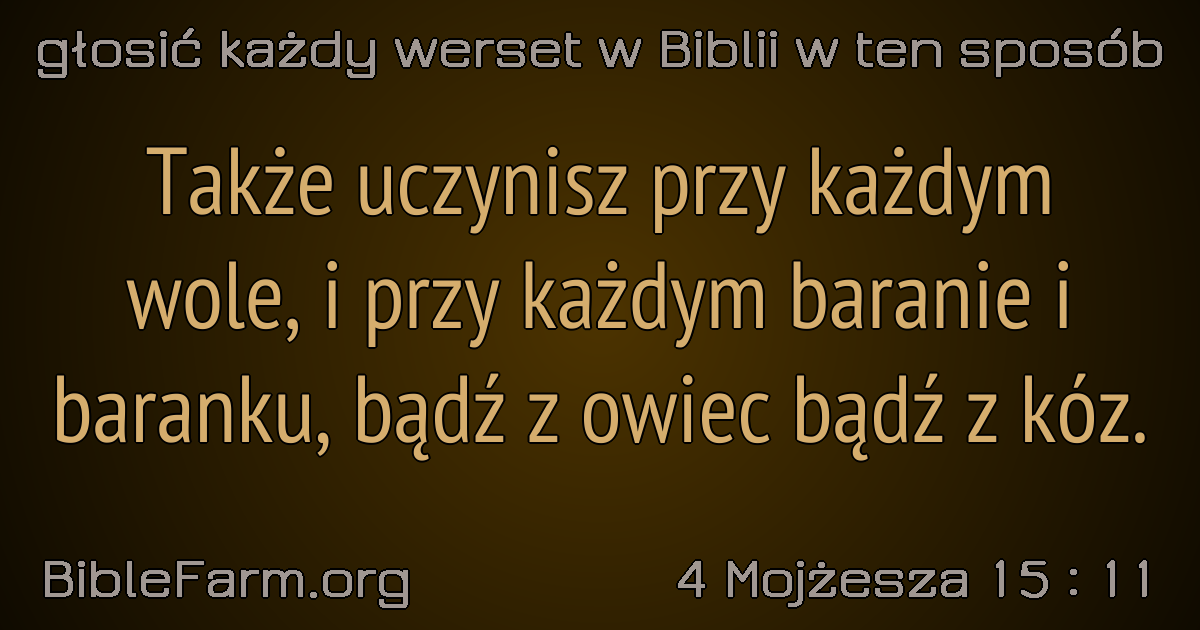 głosić każdy werset w Biblii w ten sposób
Także uczynisz przy każdym
wole, i przy każdym baranie i
baranku, bądź z owiec bądź z kóz.
BibleFarm.org
4 Mojżesza 15 : 11